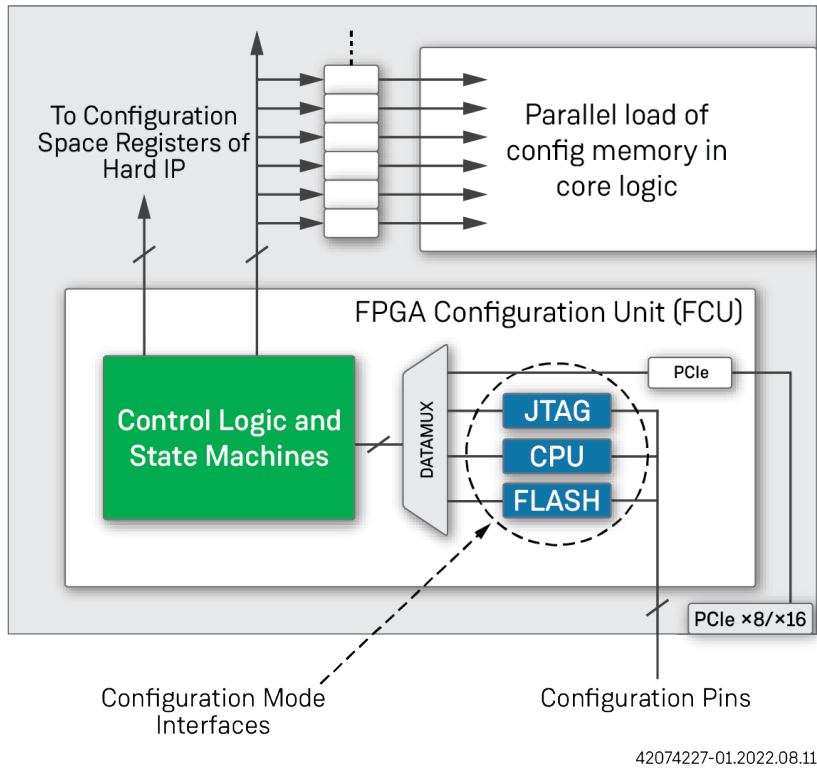 To Configuration
Space Registers of
Hard IP
Parallel load of
config memory in
core logic
FPGA Configuration Unit (FCU)
Control Logic and
State Machines
DATAMUX
PCIe
JTAG
CPU
FLASH
PCIe ×8/×16
Configuration Mode
Interfaces
Configuration Pins
42074227-01.2022.08.11